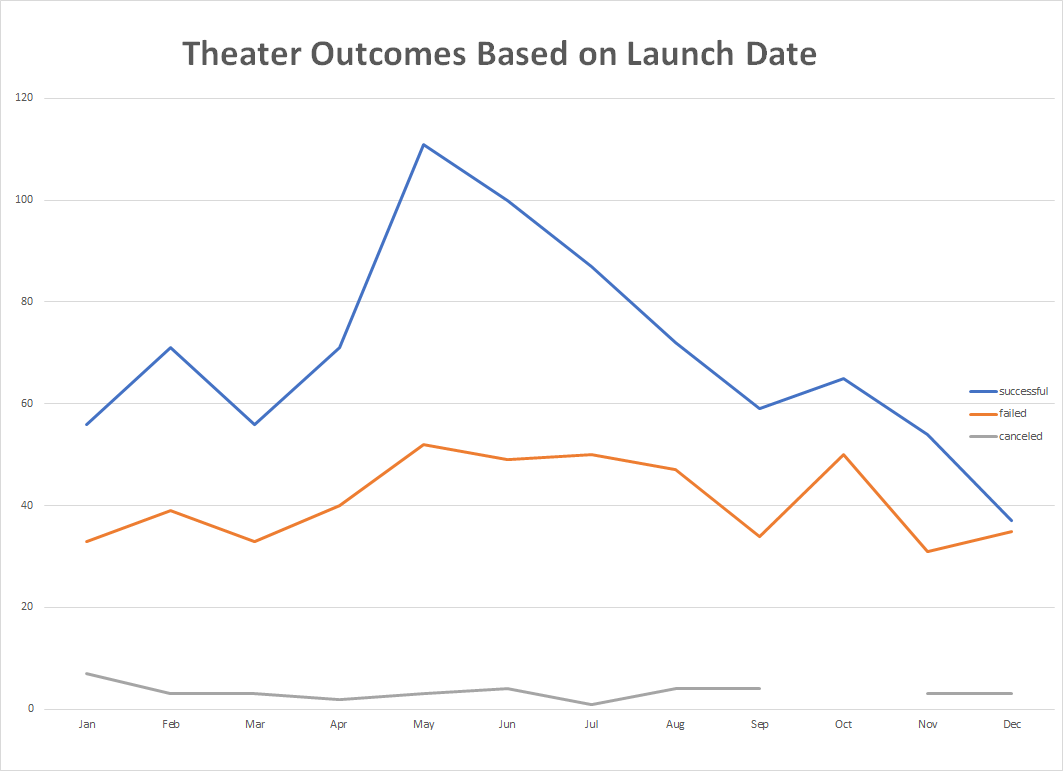 Theater Outcomes Based on Launch Date
120
100
80
60
40
20
0
successful
failed
canceled
Jan Feb Mar Apr May Jun Jul Aug Sep Oct Nov Dec